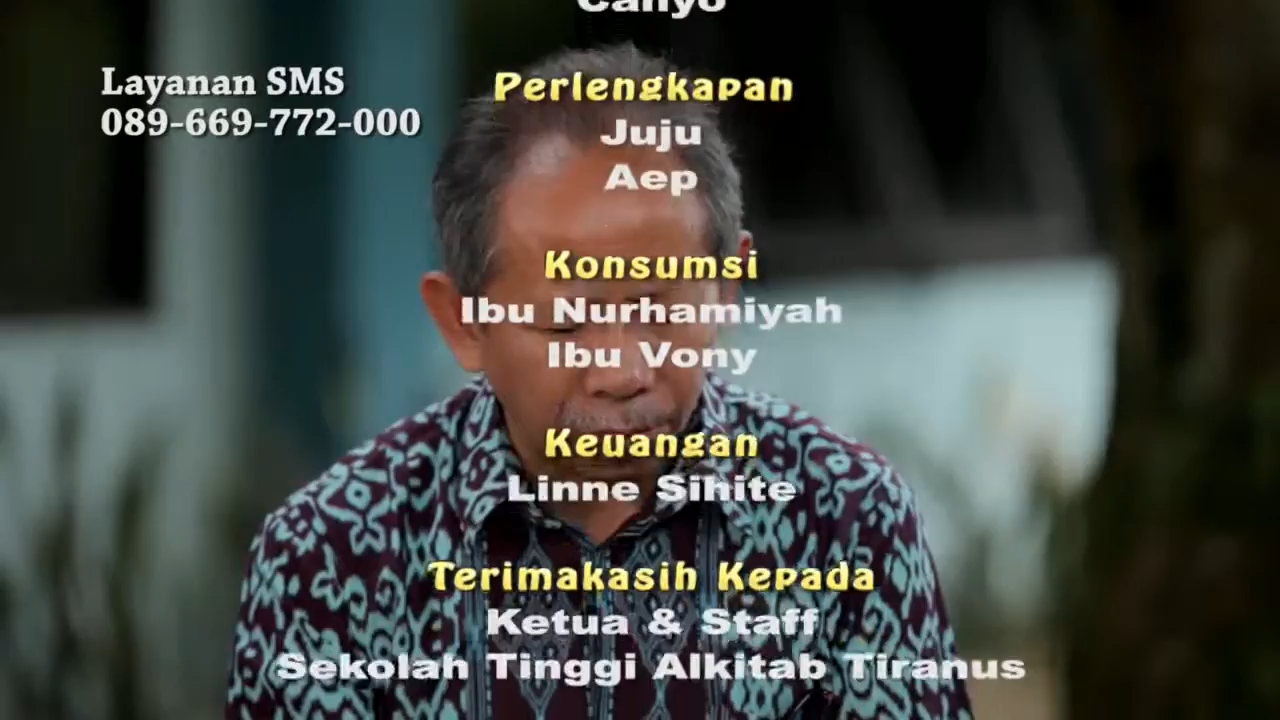 Canyo
Layanan SMS
089-669-772-000
Perlengkapan
Juju
Aep
Konsumsi
Ibu Nurhamiyah
Ibu Vony
Keuangan
Linne Sihite
Terimakasih Kepada
Ketua & Staff
Sekolah Tinggi Alkitab Tiranus